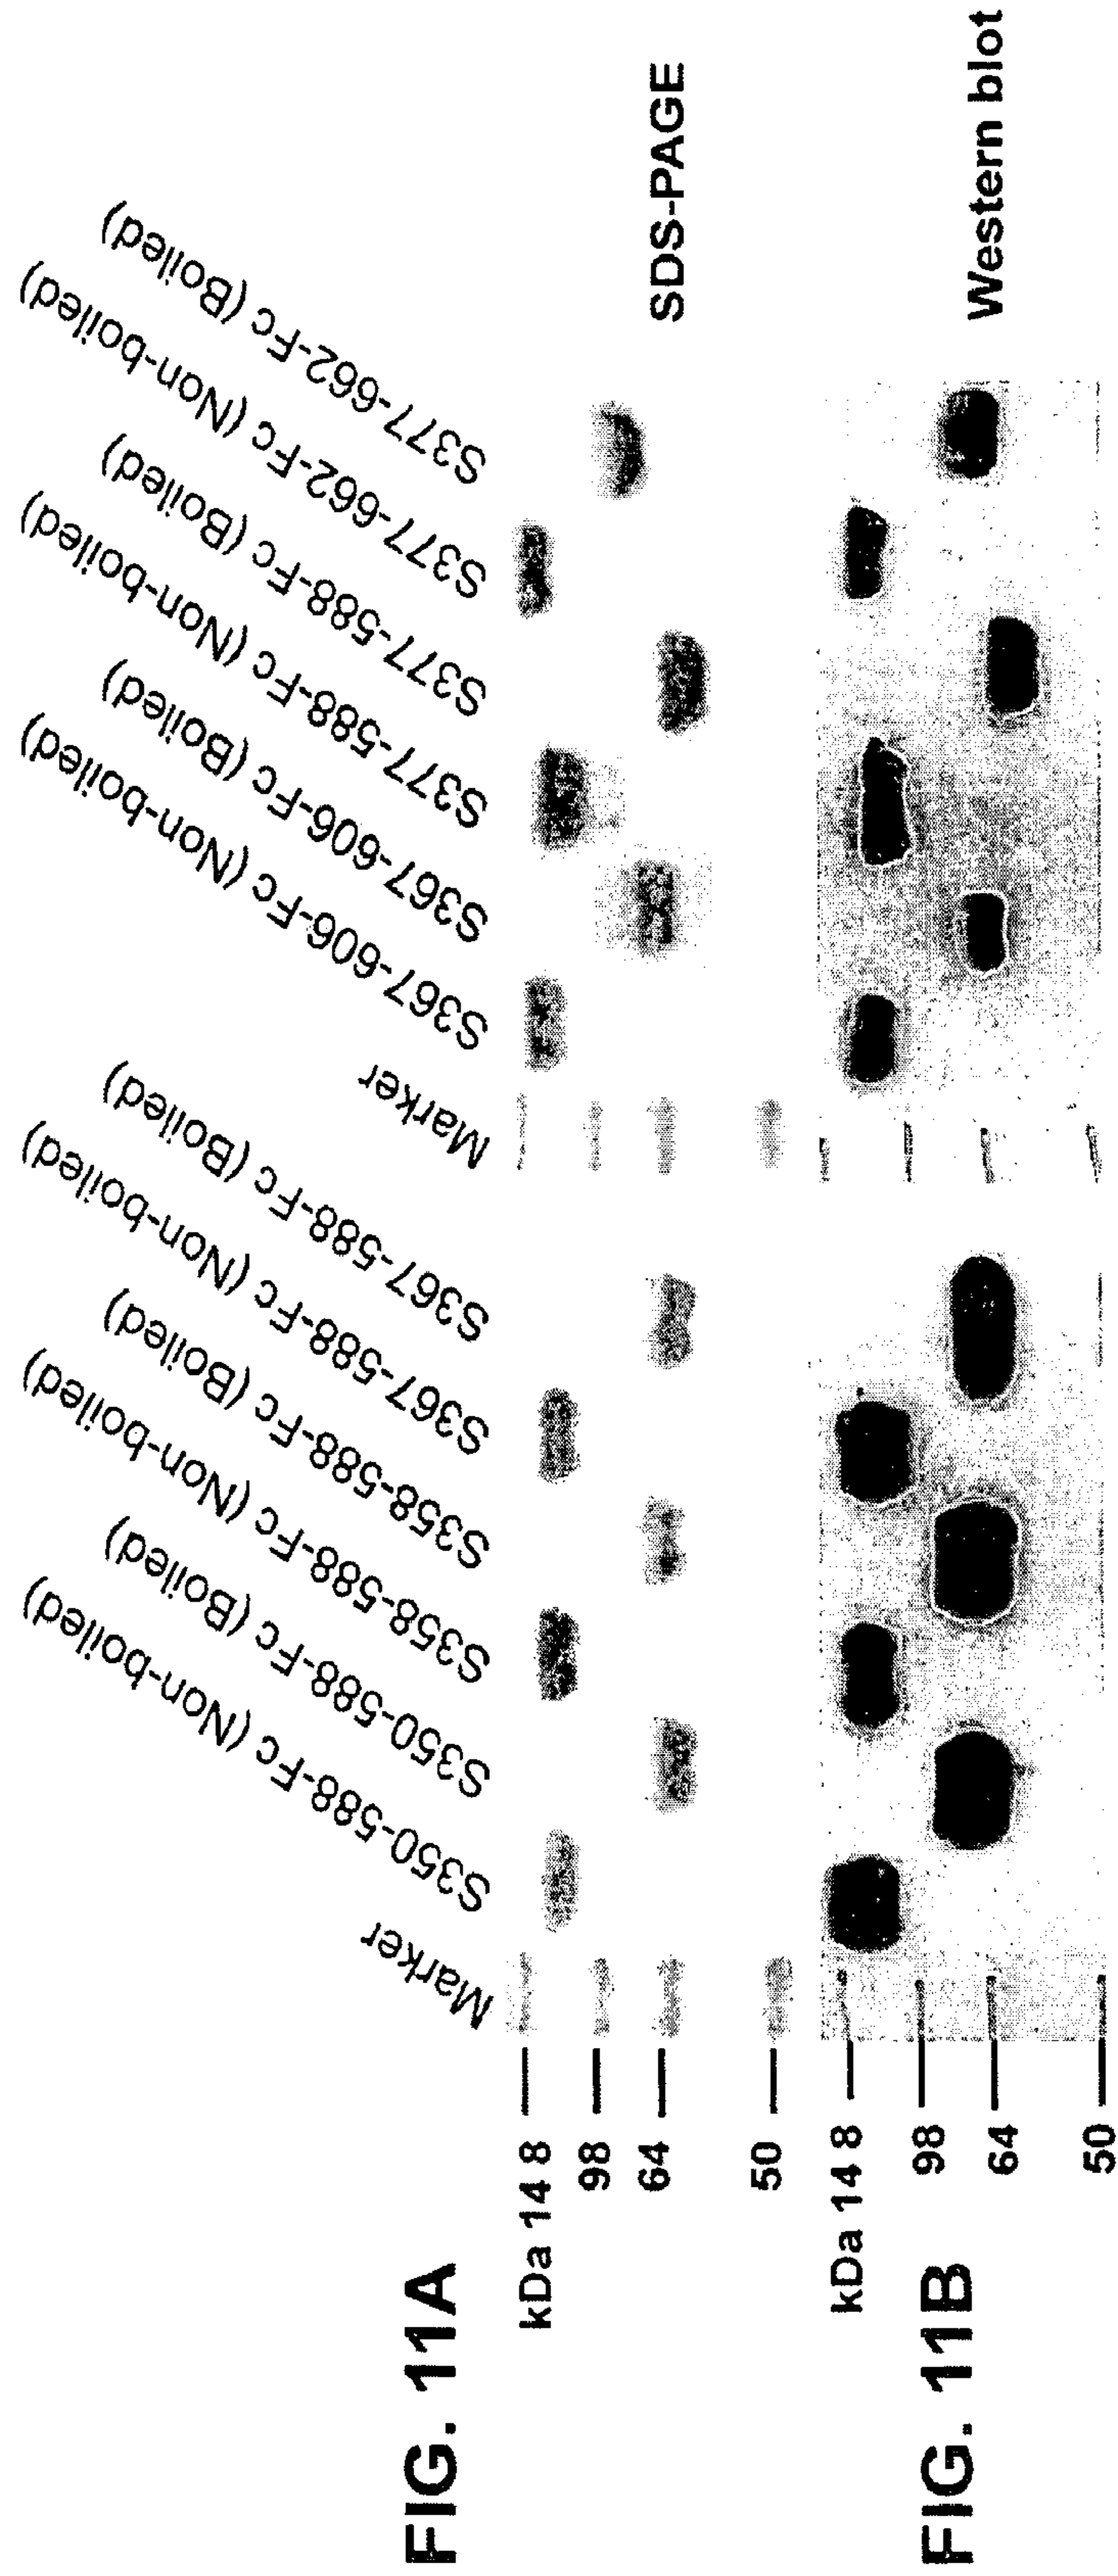 FIG. 11A
Marker
S350-588-Fc (Non-boiled)
S350-588-Fc (Boiled)
S358-588-Fc (Non-boiled)
S358-588-Fc (Boiled)
S367-588-Fc (Non-boiled)
S367-588-Fc (Boiled)
Marker
S367-606-Fc (Non-boiled)
S367-606-Fc (Boiled)
S377-588-Fc (Non-boiled)
S377-588-Fc (Boiled)
S377-662-Fc (Non-boiled)
S377-662-Fc (Boiled)
kDa 14 8
98
64
50
SDS-PAGE
FIG. 11B
kDa 14 8
98
64
50
Western blot